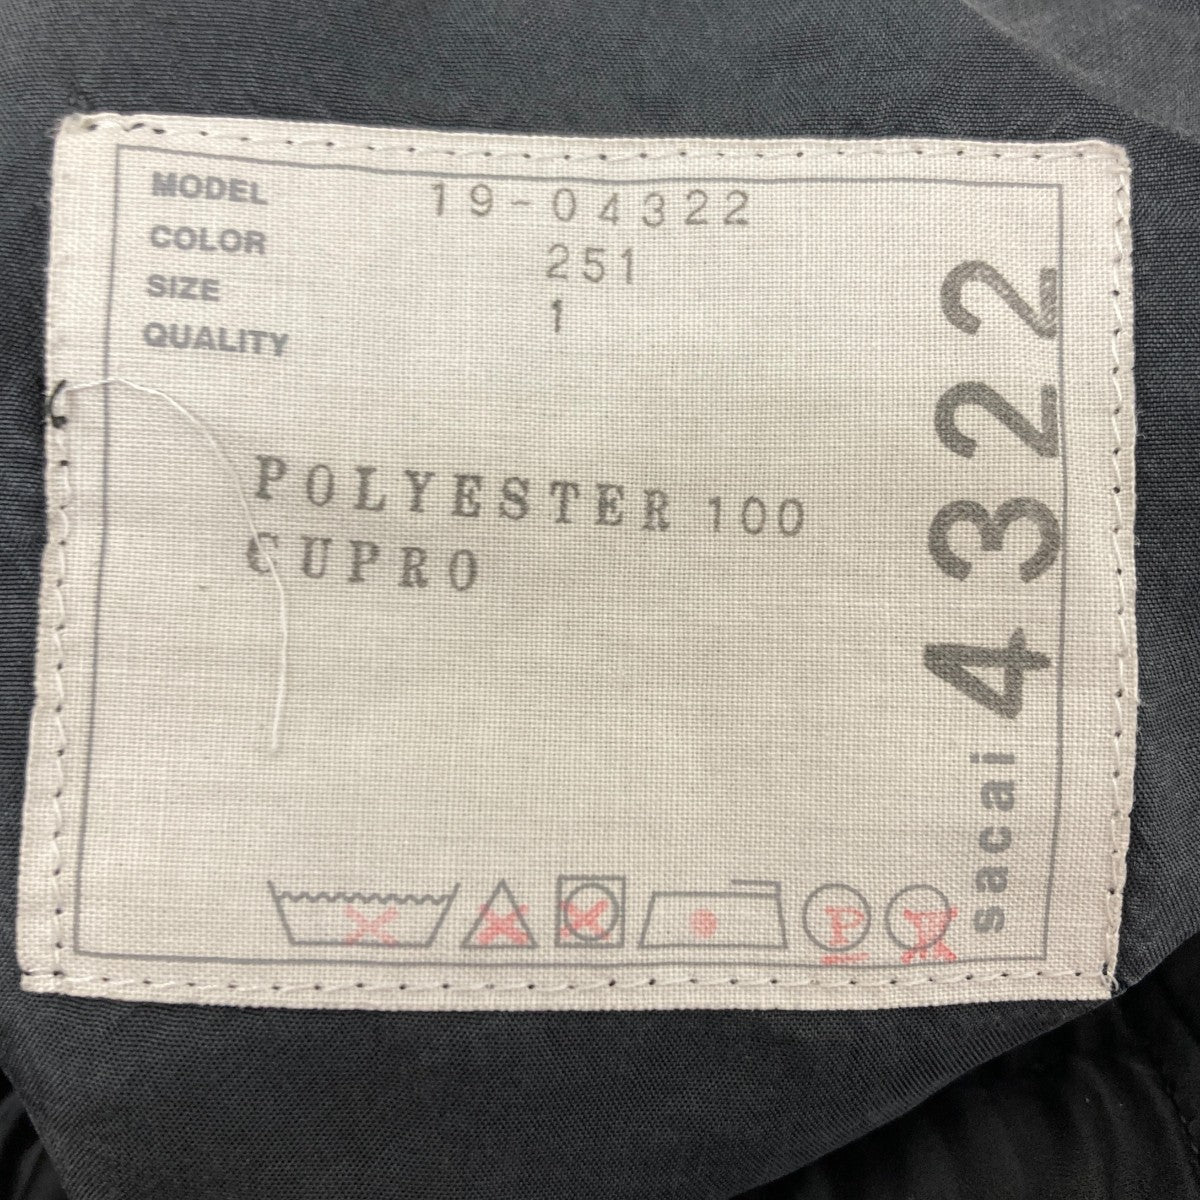 MODEL 19-04322
COLOR 251
SIZE 1
QUALITY
POLYESTER 100
CUPRO
sacai 4322
P
W